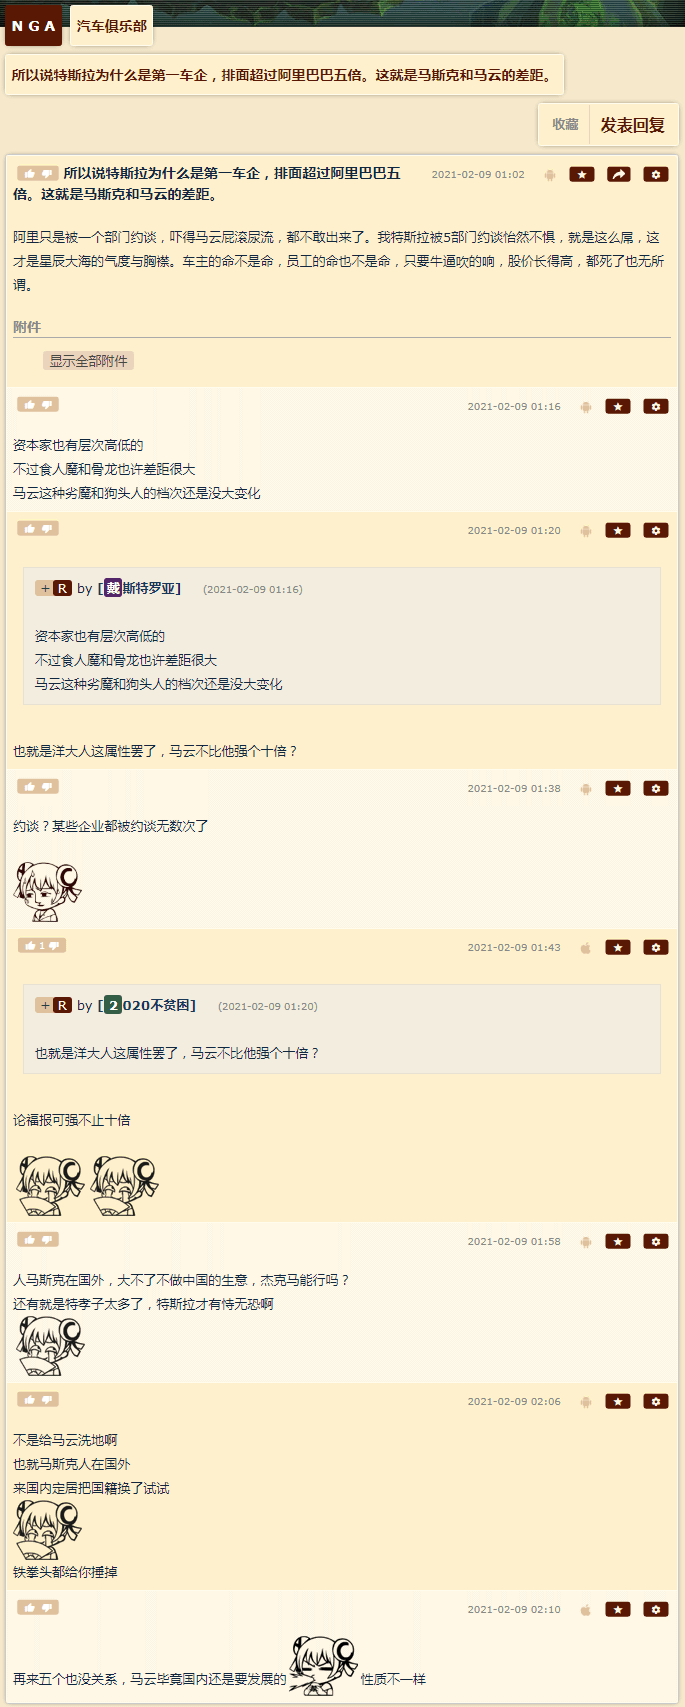 NGA 汽车俱乐部
所以说特斯拉为什么是第一车企，排面超过阿里巴巴五倍。这就是马斯克和马云的差距。
收藏 发表回复
所以说特斯拉为什么是第一车企，排面超过阿里巴巴五 2021-02-09 01:02
倍。这就是马斯克和马云的差距。
阿里只是被一个部门约谈，吓得马云屁滚尿流，都不敢出来了。我特斯拉被5部门约谈怡然不惧，就是这么屌，这
才是星辰大海的气度与胸襟。车主的命不是命，员工的命也不是命，只要牛逼吹的响，股价长得高，都死了也无所
谓。
附件
显示全部附件
2021-02-09 01:16
资本家也有层次高低的
不过食人魔和骨龙也许差距很大
马云这种劣魔和狗头人的档次还是没大变化
2021-02-09 01:20
+ R by [戴斯特罗亚] (2021-02-09 01:16)
资本家也有层次高低的
不过食人魔和骨龙也许差距很大
马云这种劣魔和狗头人的档次还是没大变化
也就是洋大人这属性罢了，马云不比他强个十倍？
2021-02-09 01:38
约谈？某些企业都被约谈无数次了
1 2021-02-09 01:43
+ R by [2020不贫困] (2021-02-09 01:20)
也就是洋大人这属性罢了，马云不比他强个十倍？
论福报可强不止十倍
2021-02-09 01:58
人马斯克在国外，大不了不做中国的生意，杰克马能行吗？
还有就是特孝子太多了，特斯拉才有恃无恐啊
2021-02-09 02:06
不是给马云洗地啊
也就马斯克人在国外
来国内定居把国籍换了试试
铁拳头都给你捶掉
2021-02-09 02:10
再来五个也没关系，马云毕竟国内还是要发展的 性质不一样